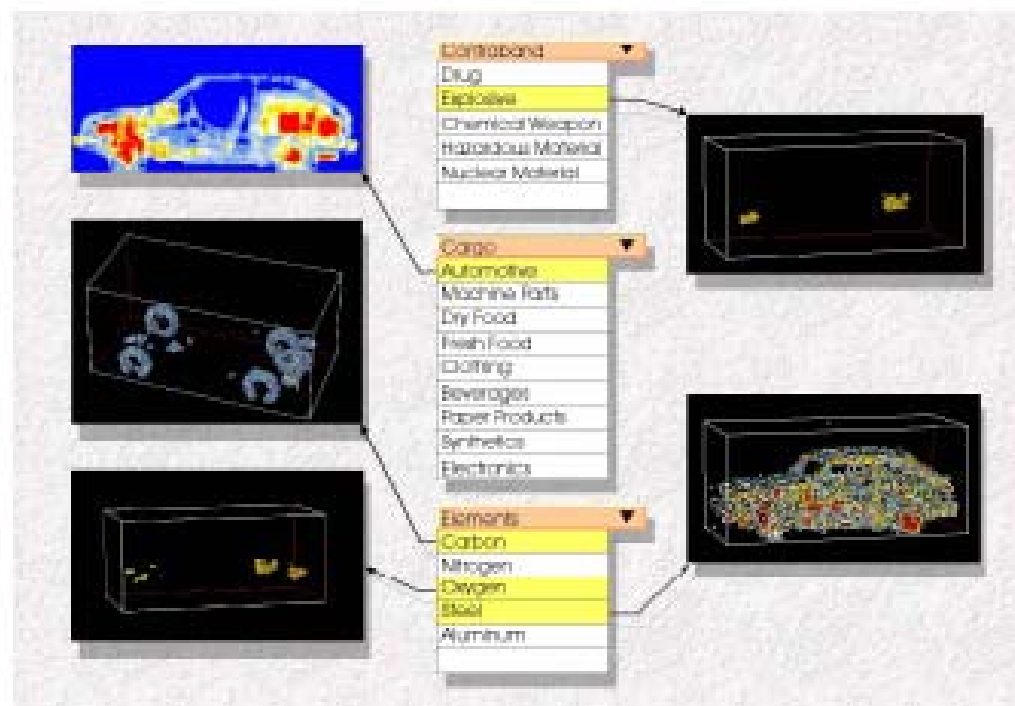 Contraband
Drug
Explosive
Chemical Weapon
Hazardous Material
Nuclear Material
Cargo
Automotive
Machine Parts
Dry Food
Fresh Food
Clothing
Beverages
Paper Products
Synthetics
Electronics
Elements
Carbon
Nitrogen
Oxygen
Steel
Aluminum